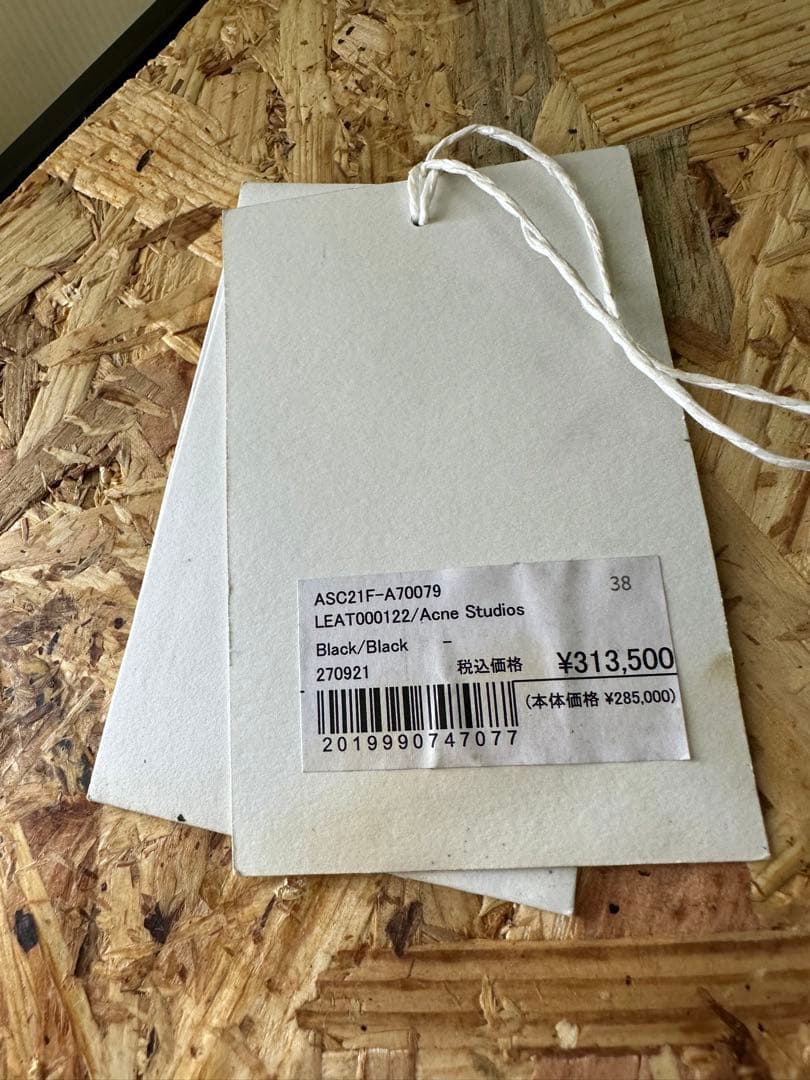 38
ASC21F-A70079
LEAT000122/Acne Studios
Black/Black -
270921 税込価格 ¥313,500
(本体価格 ¥285,000)
2019990747077